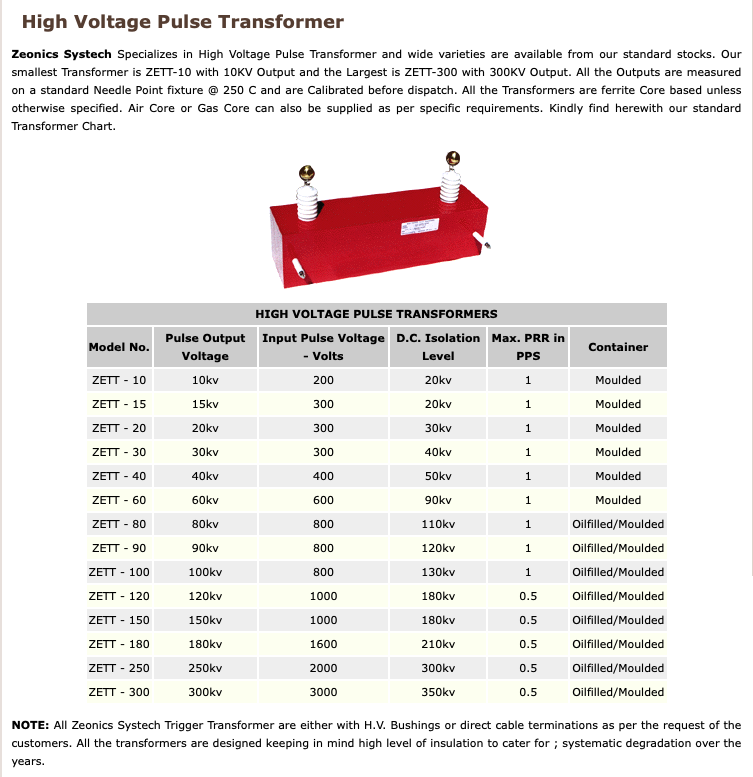 High Voltage Pulse Transformer
Zeonics Systech Specializes in High Voltage Pulse Transformer and wide varieties are available from our standard stocks. Our
smallest Transformer is ZETT-10 with 10KV Output and the Largest is ZETT-300 with 300KV Output. All the Outputs are measured
on a standard Needle Point fixture @ 250 C and are Calibrated before dispatch. All the Transformers are ferrite Core based unless
otherwise specified. Air Core or Gas Core can also be supplied as per specific requirements. Kindly find herewith our standard
Transformer Chart.
HIGH VOLTAGE PULSE TRANSFORMERS
Model No. Pulse Output Voltage Input Pulse Voltage - Volts D.C. Isolation Level Max. PRR in PPS Container
ZETT - 10 10kv 200 20kv 1 Moulded
ZETT - 15 15kv 300 20kv 1 Moulded
ZETT - 20 20kv 300 30kv 1 Moulded
ZETT - 30 30kv 300 40kv 1 Moulded
ZETT - 40 40kv 400 50kv 1 Moulded
ZETT - 60 60kv 600 90kv 1 Moulded
ZETT - 80 80kv 800 110kv 1 Oilfilled/Moulded
ZETT - 90 90kv 800 120kv 1 Oilfilled/Moulded
ZETT - 100 100kv 800 130kv 1 Oilfilled/Moulded
ZETT - 120 120kv 1000 180kv 0.5 Oilfilled/Moulded
ZETT - 150 150kv 1000 180kv 0.5 Oilfilled/Moulded
ZETT - 180 180kv 1600 210kv 0.5 Oilfilled/Moulded
ZETT - 250 250kv 2000 300kv 0.5 Oilfilled/Moulded
ZETT - 300 300kv 3000 350kv 0.5 Oilfilled/Moulded
NOTE: All Zeonics Systech Trigger Transformer are either with H.V. Bushings or direct cable terminations as per the request of the
customers. All the transformers are designed keeping in mind high level of insulation to cater for ; systematic degradation over the
years.